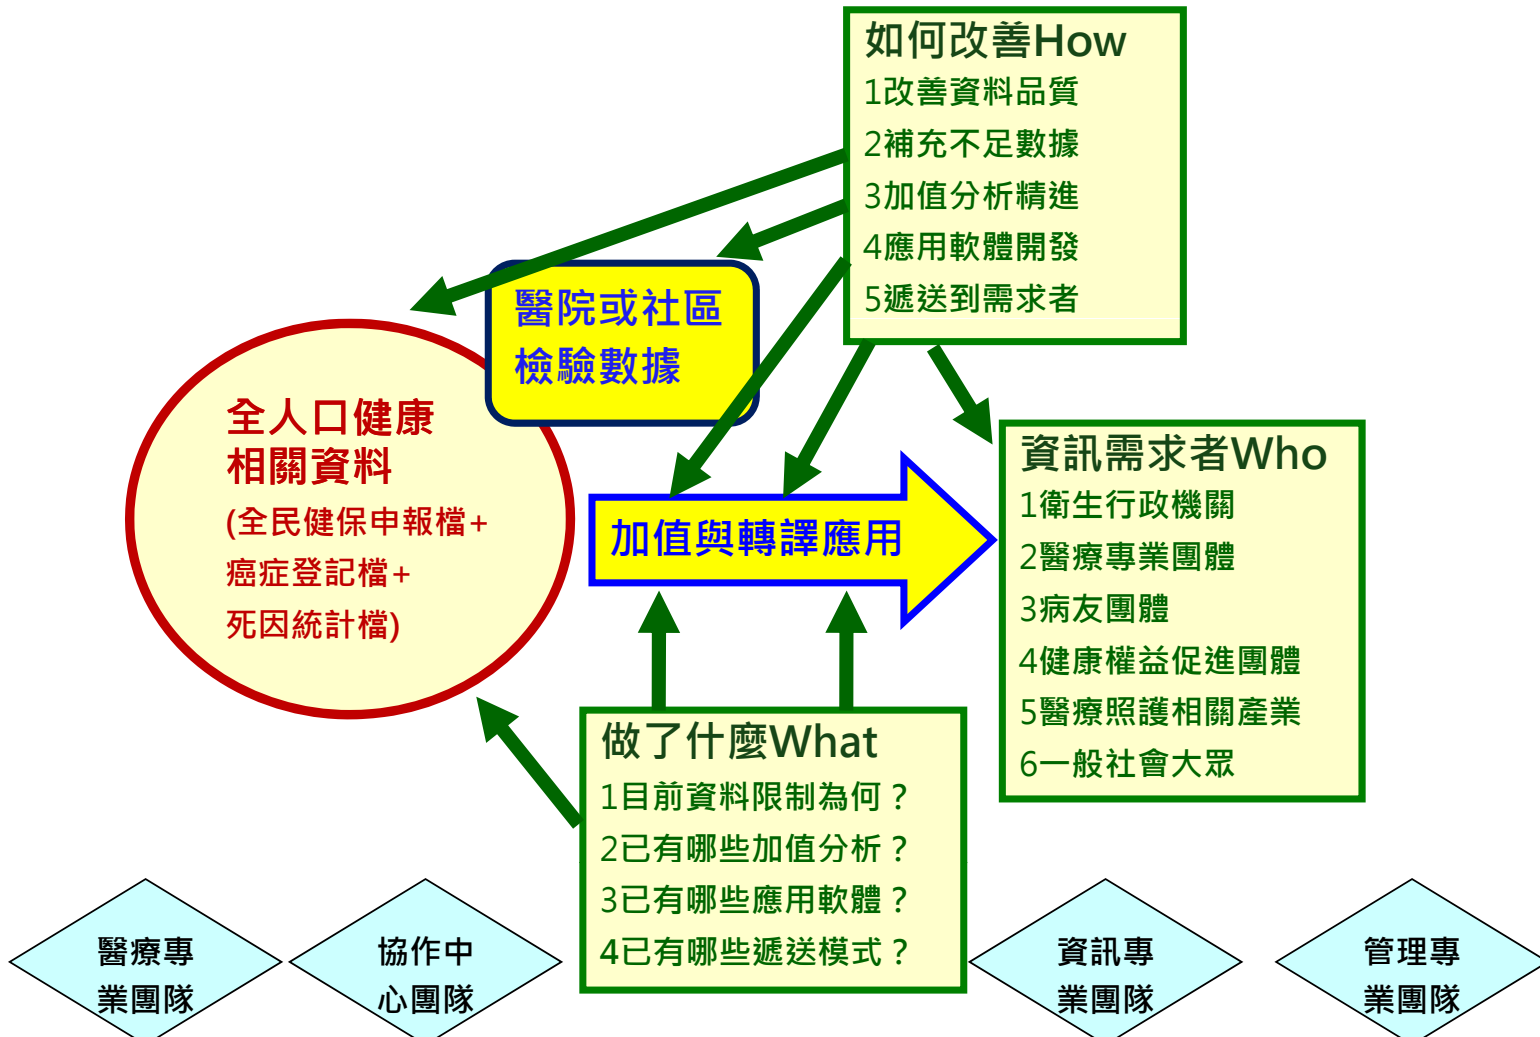 如何改善How
1改善資料品質
2補充不足數據
3加值分析精進
4應用軟體開發
5遞送到需求者
醫院或社區
檢驗數據
全人口健康
相關資料
(全民健保申報檔+
癌症登記檔+
死因統計檔)
加值與轉譯應用
資訊需求者Who
1衛生行政機關
2醫療專業團體
3病友團體
4健康權益促進團體
5醫療照護相關產業
6一般社會大眾
做了什麼What
1目前資料限制為何？
2已有哪些加值分析？
3已有哪些應用軟體？
4已有哪些遞送模式？
醫療專
業團隊
協作中
心團隊
資訊專
業團隊
管理專
業團隊